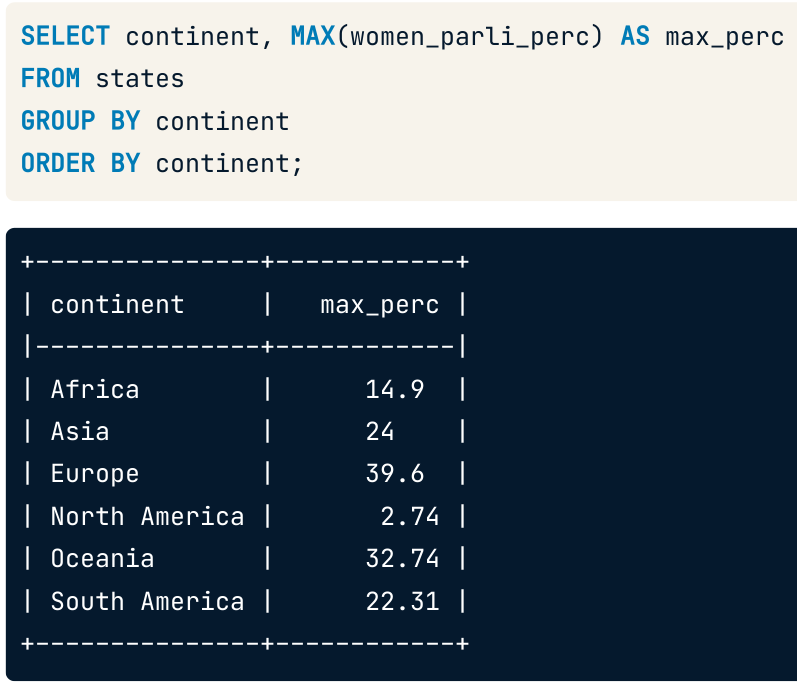 SELECT continent, MAX(women_parli_perc) AS max_perc
FROM states
GROUP BY continent
ORDER BY continent;
+---------------+------------+
| continent     |   max_perc |
|---------------+------------|
| Africa        |      14.9  |
| Asia          |      24    |
| Europe        |      39.6  |
| North America |       2.74 |
| Oceania       |      32.74 |
| South America |      22.31 |
+---------------+------------+